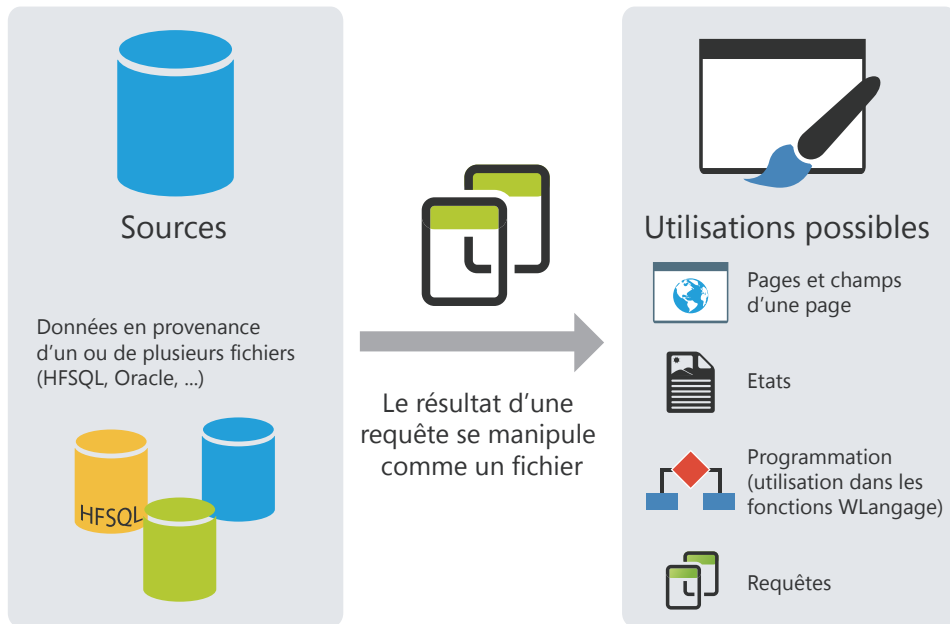 Sources
Données en provenance
d'un ou de plusieurs fichiers
(HFSQL, Oracle, ...)
HFSQL
Le résultat d'une
requête se manipule
comme un fichier
Utilisations possibles
Pages et champs
d'une page
Etats
Programmation
(utilisation dans les
fonctions WLangage)
Requêtes